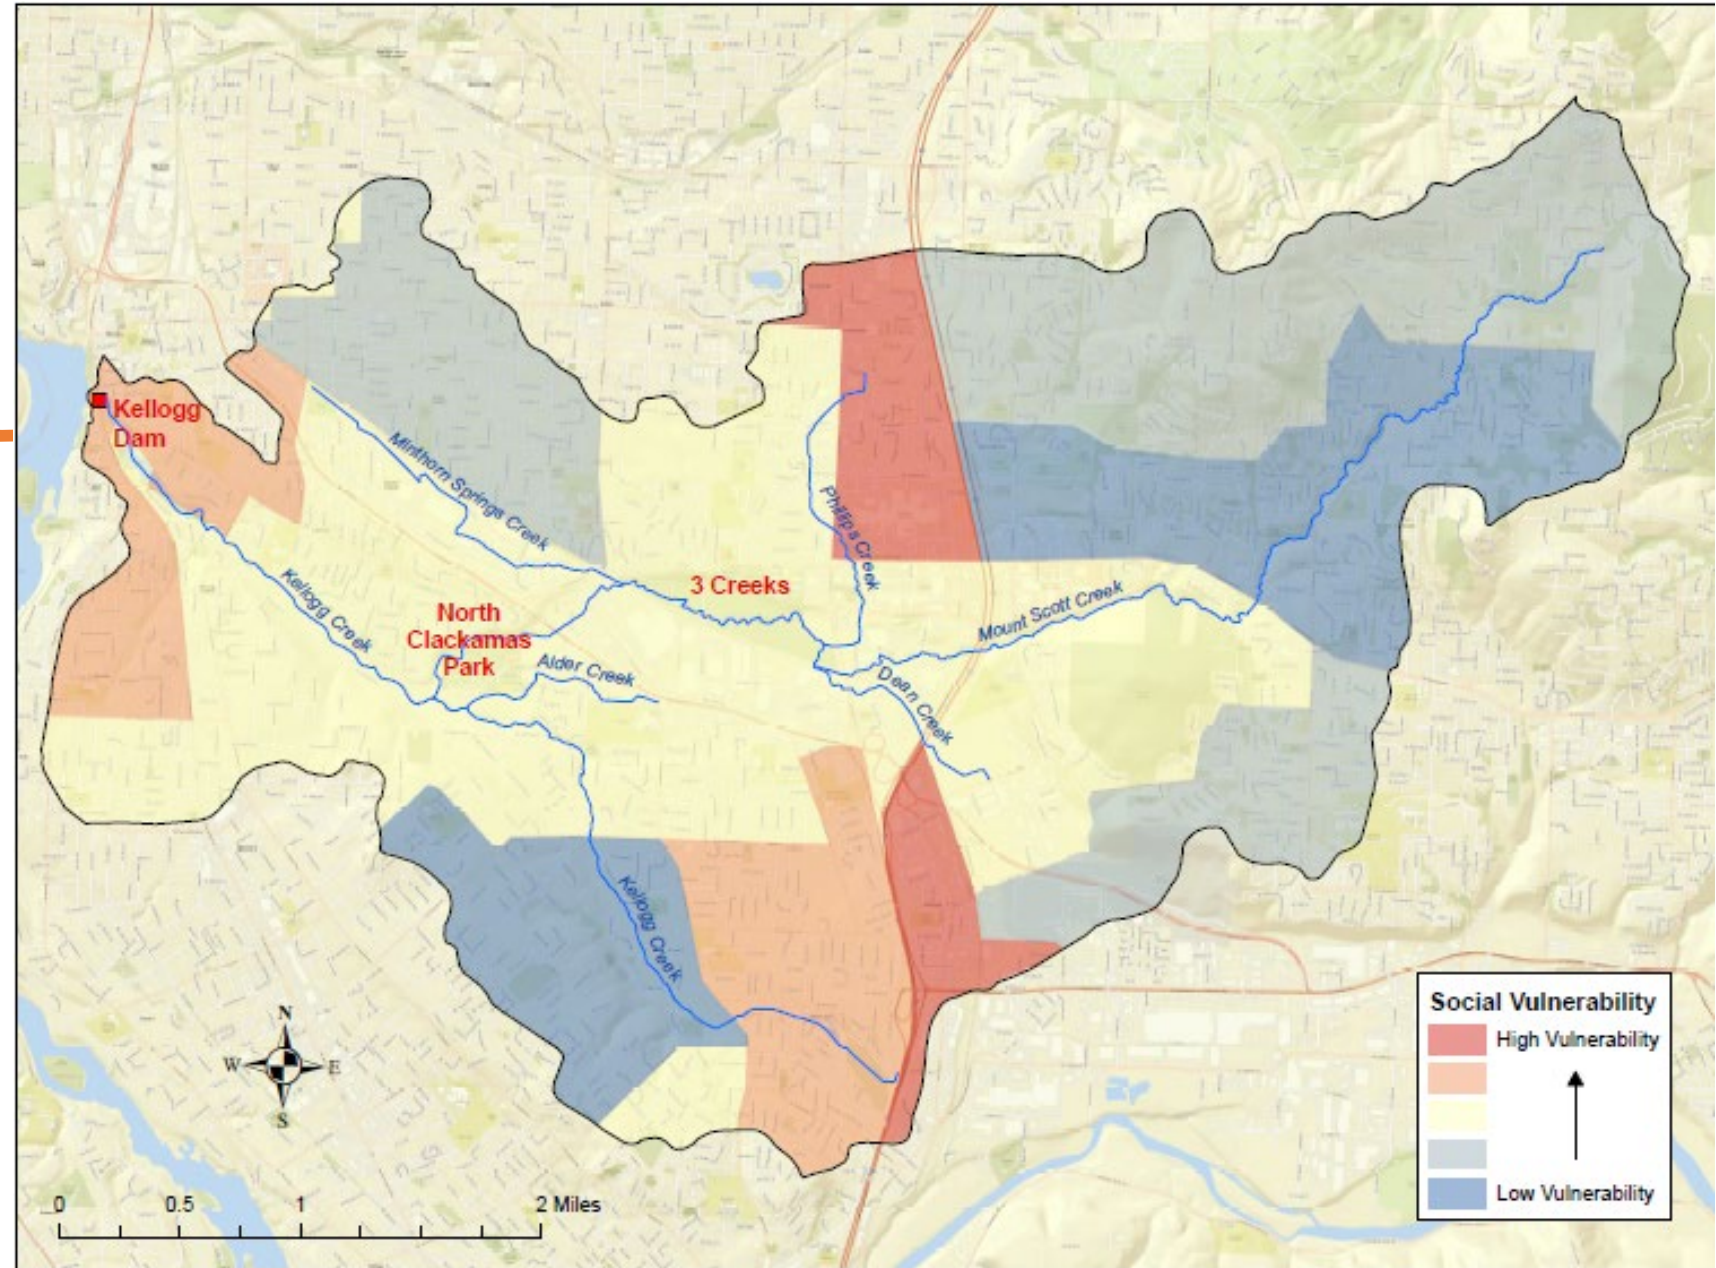 Kellogg
Dam
Minthorn Springs Creek
Phillips Creek
3 Creeks
Kellogg Creek
North
Clackamas
Park
Alder Creek
Mount Scott Creek
Dean Creek
Kellogg Creek
N
W E
S
0 0.5 1 2 Miles
Social Vulnerability
High Vulnerability
Low Vulnerability